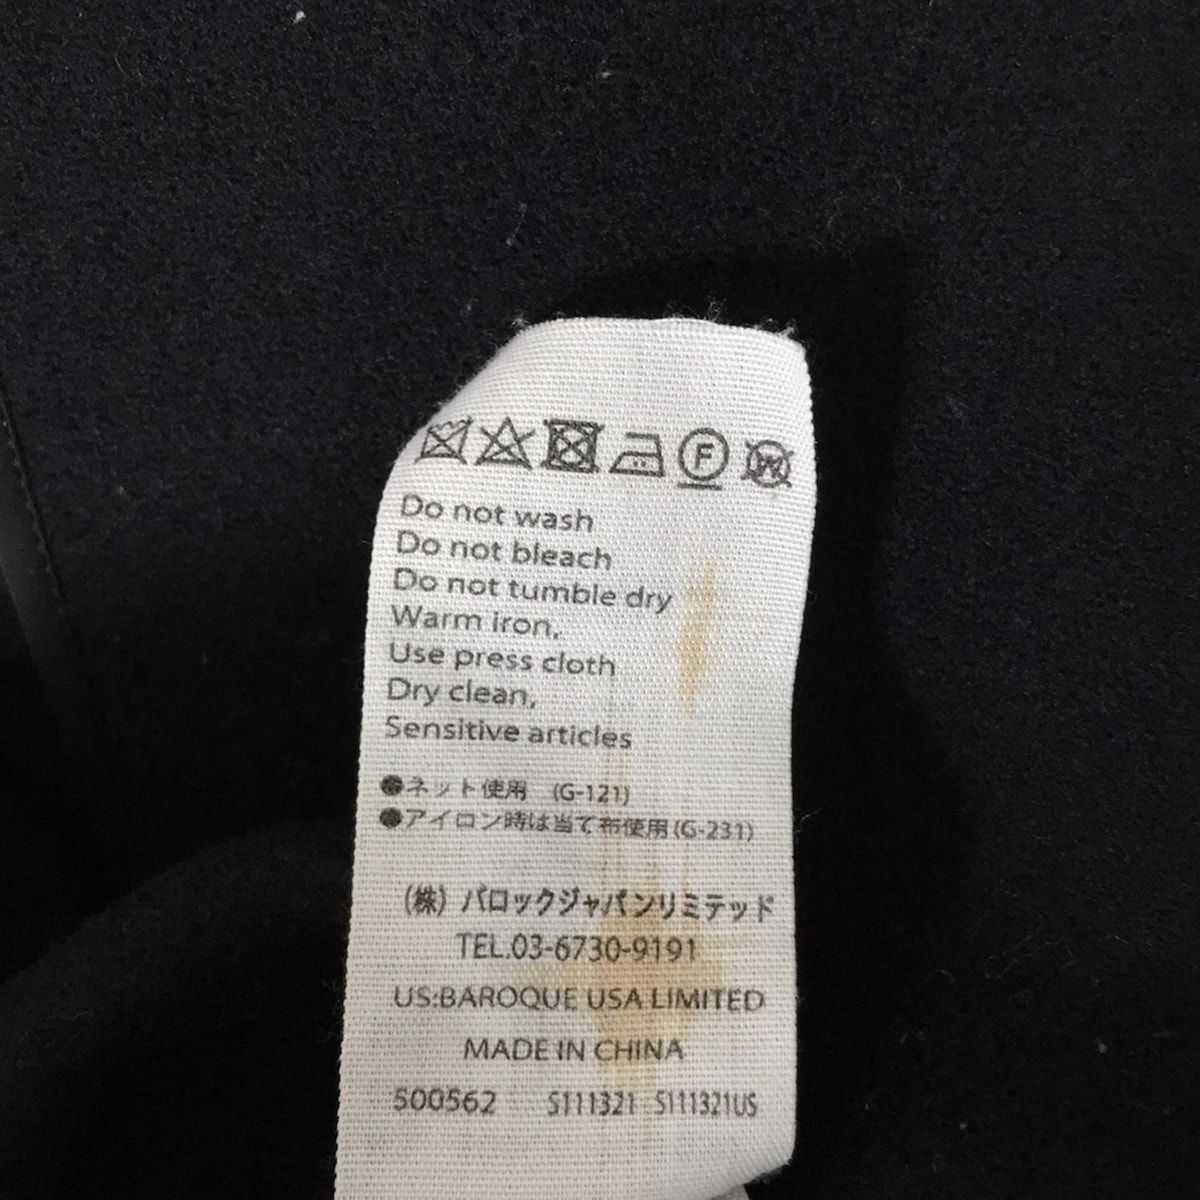 F W
Do not wash
Do not bleach
Do not tumble dry
Warm iron,
Use press cloth
Dry clean,
Sensitive articles
●ネット使用 (G-121)
●アイロン時は当て布使用(G-231)
(株) バロックジャパンリミテッド
TEL.03-6730-9191
US:BAROQUE USA LIMITED
MADE IN CHINA
500562 S111321 S111321US